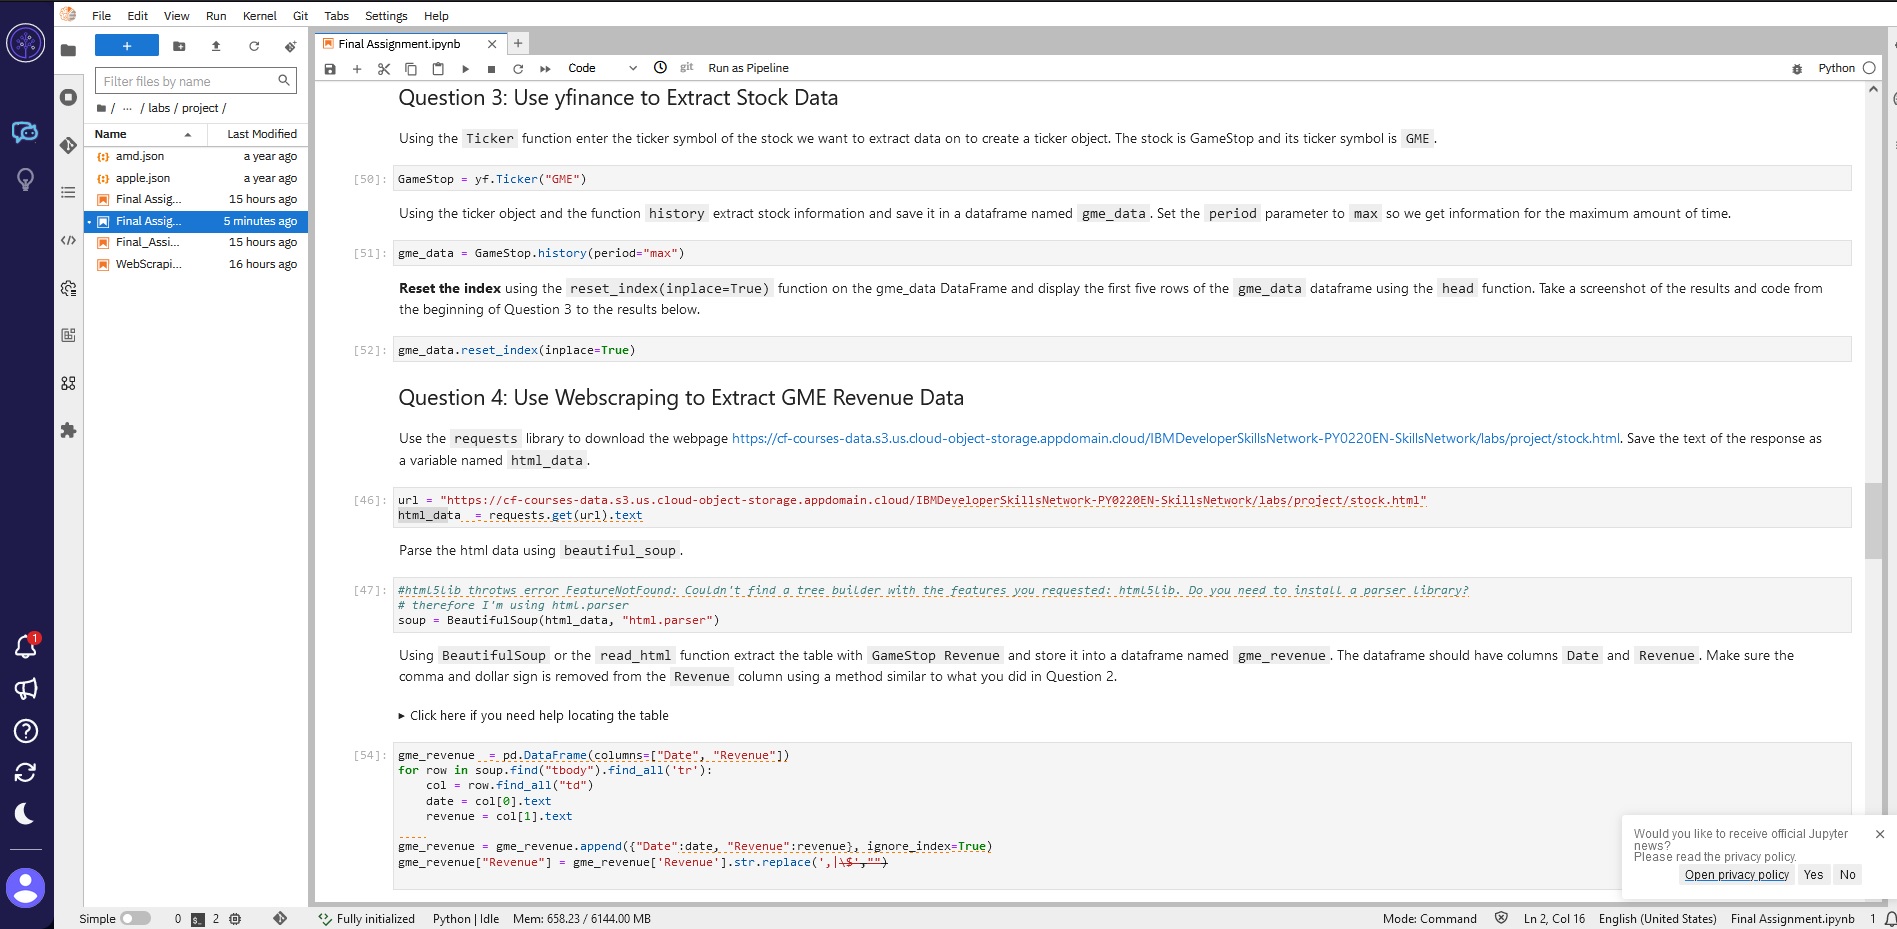 File Edit View Run Kernel Git Tabs Settings Help
+
Filter files by name
/ ... / labs / project /
Name Last Modified
amd.json a year ago
apple.json a year ago
Final Assig... 15 hours ago
Final Assig... 5 minutes ago
Final_Assi... 15 hours ago
WebScrapi... 16 hours ago
Final Assignment.ipynb
Code git Run as Pipeline Python
Question 3: Use yfinance to Extract Stock Data
Using the Ticker function enter the ticker symbol of the stock we want to extract data on to create a ticker object. The stock is GameStop and its ticker symbol is GME.
[50]: GameStop = yf.Ticker("GME")
Using the ticker object and the function history extract stock information and save it in a dataframe named gme_data. Set the period parameter to max so we get information for the maximum amount of time.
[51]: gme_data = GameStop.history(period="max")
Reset the index using the reset_index(inplace=True) function on the gme_data DataFrame and display the first five rows of the gme_data dataframe using the head function. Take a screenshot of the results and code from
the beginning of Question 3 to the results below.
[52]: gme_data.reset_index(inplace=True)
Question 4: Use Webscraping to Extract GME Revenue Data
Use the requests library to download the webpage https://cf-courses-data.s3.us.cloud-object-storage.appdomain.cloud/IBMDeveloperSkillsNetwork-PY0220EN-SkillsNetwork/labs/project/stock.html. Save the text of the response as
a variable named html_data.
[46]: url = "https://cf-courses-data.s3.us.cloud-object-storage.appdomain.cloud/IBMDeveloperSkillsNetwork-PY0220EN-SkillsNetwork/labs/project/stock.html"
html_data  = requests.get(url).text
Parse the html data using beautiful_soup.
[47]: #html5lib throtws error FeatureNotFound: Couldn't find a tree builder with the features you requested: html5lib. Do you need to install a parser library?
# therefore I'm using html.parser
soup = BeautifulSoup(html_data, "html.parser")
Using BeautifulSoup or the read_html function extract the table with GameStop Revenue and store it into a dataframe named gme_revenue. The dataframe should have columns Date and Revenue. Make sure the
comma and dollar sign is removed from the Revenue column using a method similar to what you did in Question 2.
Click here if you need help locating the table
[54]: gme_revenue  = pd.DataFrame(columns=["Date", "Revenue"])
for row in soup.find("tbody").find_all('tr'):
    col = row.find_all("td")
    date = col[0].text
    revenue = col[1].text
gme_revenue = gme_revenue.append({"Date":date, "Revenue":revenue}, ignore_index=True)
gme_revenue["Revenue"] = gme_revenue['Revenue'].str.replace(',|\$',"")
Would you like to receive official Jupyter
news?
Please read the privacy policy.
Open privacy policy Yes No
1
Simple 0 2 Fully initialized Python | Idle Mem: 658.23 / 6144.00 MB Mode: Command Ln 2, Col 16 English (United States) Final Assignment.ipynb 1